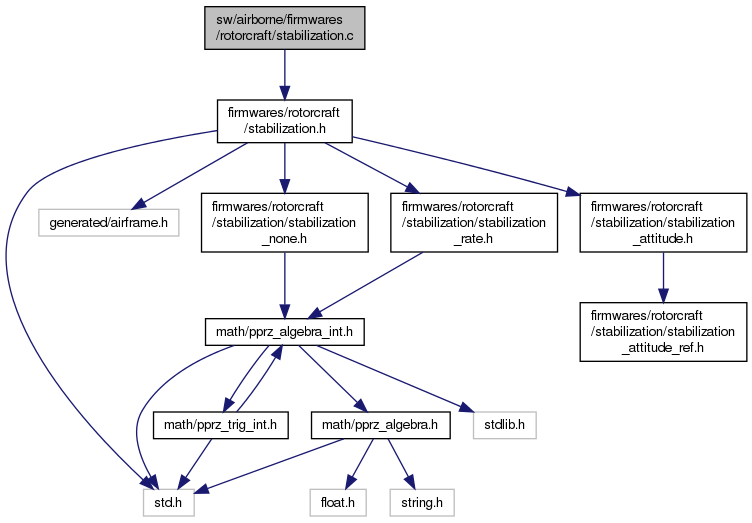 sw/airborne/firmwares
/rotorcraft/stabilization.c
firmwares/rotorcraft
/stabilization.h
generated/airframe.h
firmwares/rotorcraft
/stabilization/stabilization
_none.h
firmwares/rotorcraft
/stabilization/stabilization
_rate.h
firmwares/rotorcraft
/stabilization/stabilization
_attitude.h
math/pprz_algebra_int.h
firmwares/rotorcraft
/stabilization/stabilization
_attitude_ref.h
math/pprz_trig_int.h
math/pprz_algebra.h
stdlib.h
std.h
float.h
string.h